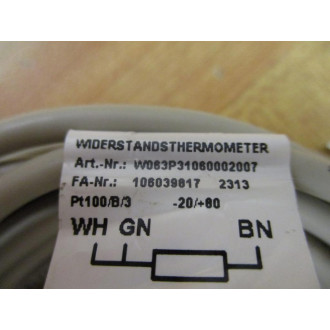 WIDERSTANDSTHERMOMETER
Art.-Nr.: W063P31060002007
FA-Nr.: 106039617 2313
Pt100/B/3 -20/+60
WH GN BN